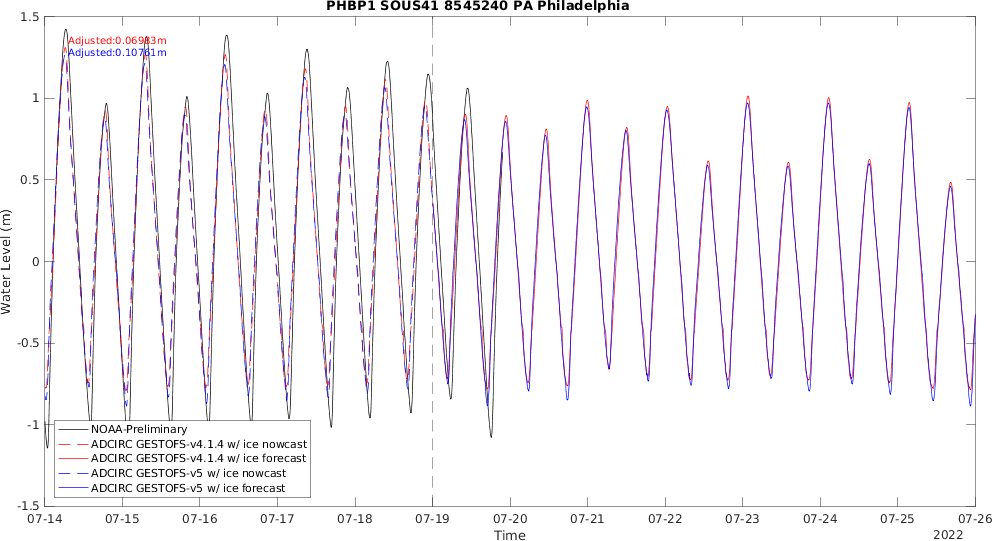 PHBP1 SOUS41 8545240 PA Philadelphia
1.5
Adjusted:0.06983m
Adjusted:0.10761m
1
0.5
0
-0.5
-1
-1.5
Water Level (m)
NOAA-Preliminary
ADCIRC GESTOFS-v4.1.4 w/ ice nowcast
ADCIRC GESTOFS-v4.1.4 w/ ice forecast
ADCIRC GESTOFS-v5 w/ ice nowcast
ADCIRC GESTOFS-v5 w/ ice forecast
07-14 07-15 07-16 07-17 07-18 07-19 07-20 07-21 07-22 07-23 07-24 07-25 07-26
Time
2022